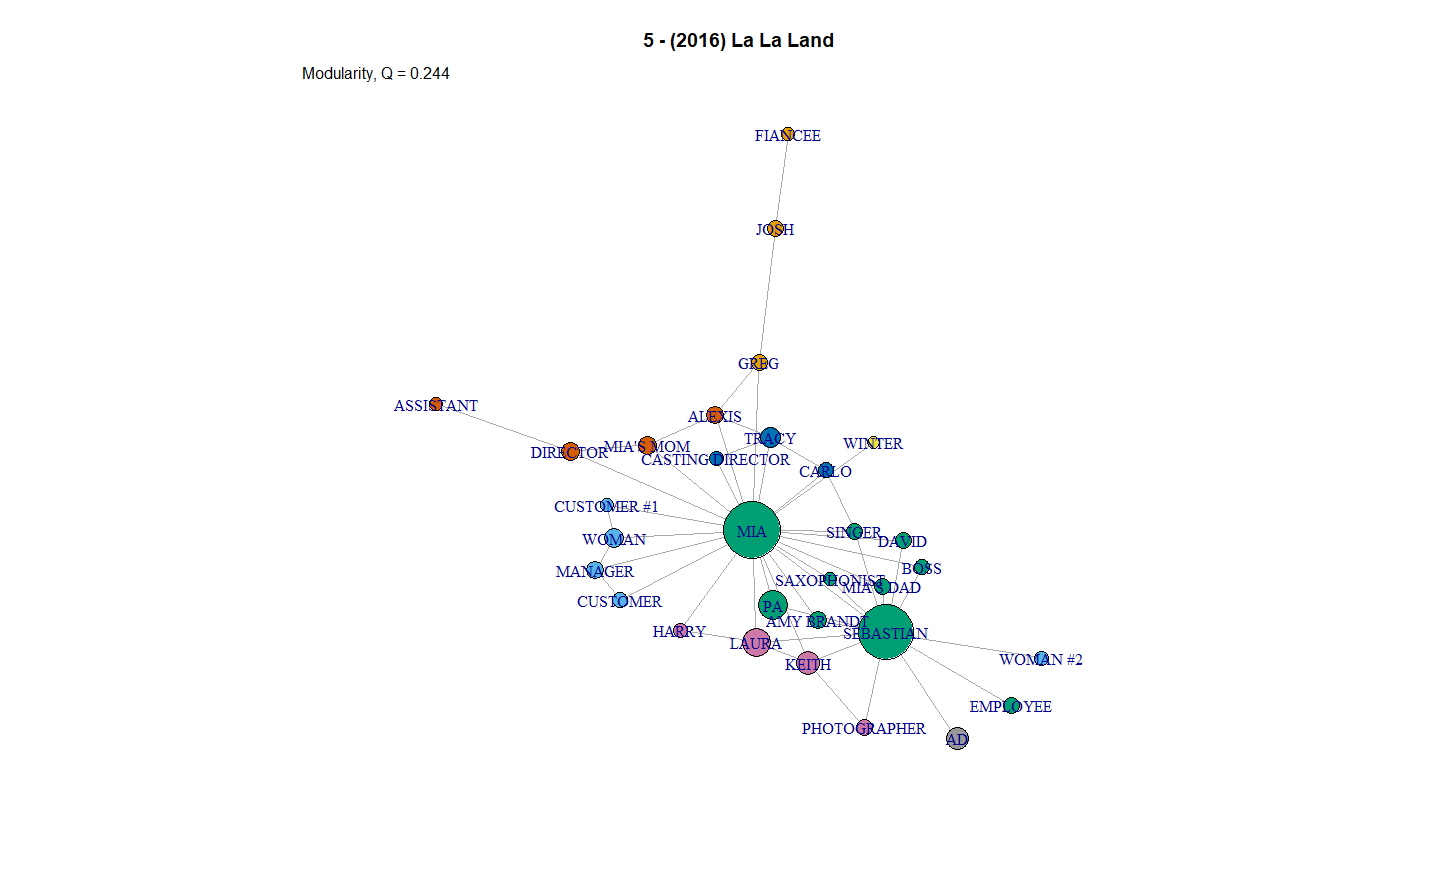 5 - (2016) La La Land
Modularity, Q = 0.244
FIANCEE
JOSH
GREG
ASSISTANT
ALEXIS
TRACY
WINTER
MIA'S MOM
DIRECTOR
CASTING DIRECTOR
CARLO
CUSTOMER #1
MIA
SINGER
WOMAN
DAVID
BOSS
MANAGER
SAXOPHONIST
MIA'S DAD
CUSTOMER
PA
AMY BRANDT
HARRY
SEBASTIAN
LAURA
KEITH
WOMAN #2
EMPLOYEE
PHOTOGRAPHER
AD